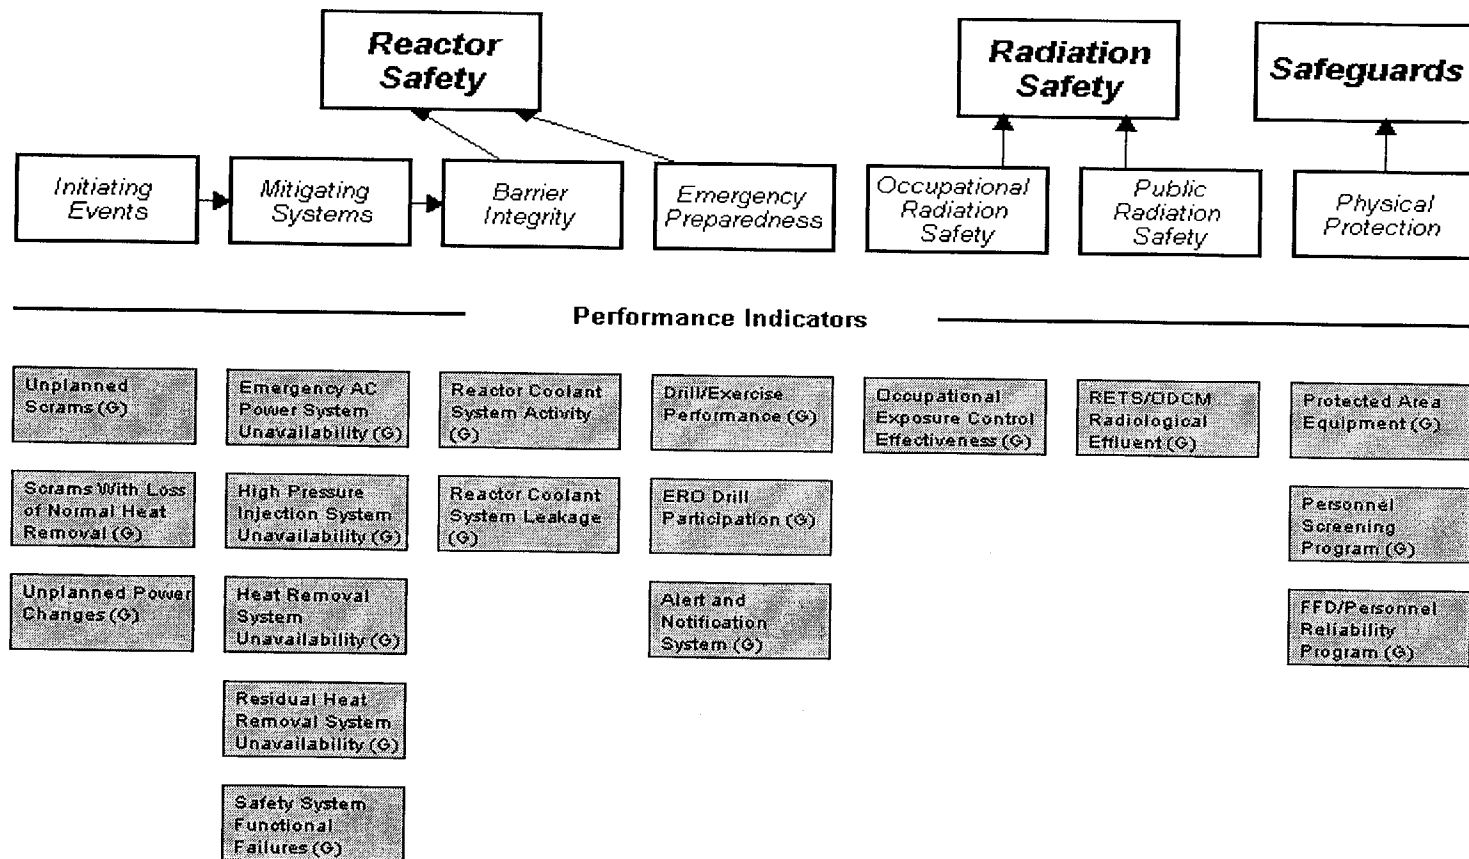 Reactor
Safety
Radiation
Safety
Safeguards
Initiating
Events
Mitigating
Systems
Barrier
Integrity
Emergency
Preparedness
Occupational
Radiation
Safety
Public
Radiation
Safety
Physical
Protection
Performance Indicators
Unplanned
Scrams (G)
Emergency AC
Power System
Unavailability (G)
Reactor Coolant
System Activity
(G)
Drill/Exercise
Performance (G)
Occupational
Exposure Control
Effectiveness (G)
RETS/ODCM
Radiological
Effluent (G)
Protected Area
Equipment (G)
Scrams With Loss
of Normal Heat
Removal (G)
High Pressure
Injection System
Unavailability (G)
Reactor Coolant
System Leakage
(G)
ERO Drill
Participation (G)
Personnel
Screening
Program (G)
Unplanned Power
Changes (G)
Heat Removal
System
Unavailability (G)
Alert and
Notification
System (G)
FFD/Personnel
Reliability
Program (G)
Residual Heat
Removal System
Unavailability (G)
Safety System
Functional
Failures (G)